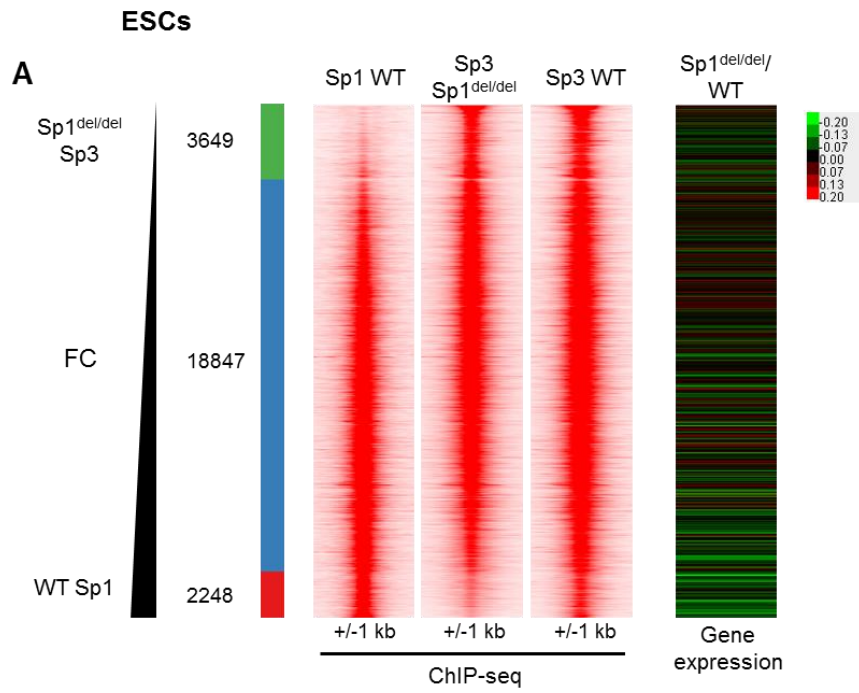 ESCs
A
Sp1 WT
Sp3
Sp1del/del
Sp3 WT
Sp1del/del/
WT
Sp1del/del
Sp3
3649
-0.20
-0.13
-0.07
0.00
0.07
0.13
0.20
FC
18847
WT Sp1
2248
+/-1 kb
+/-1 kb
+/-1 kb
ChIP-seq
Gene
expression